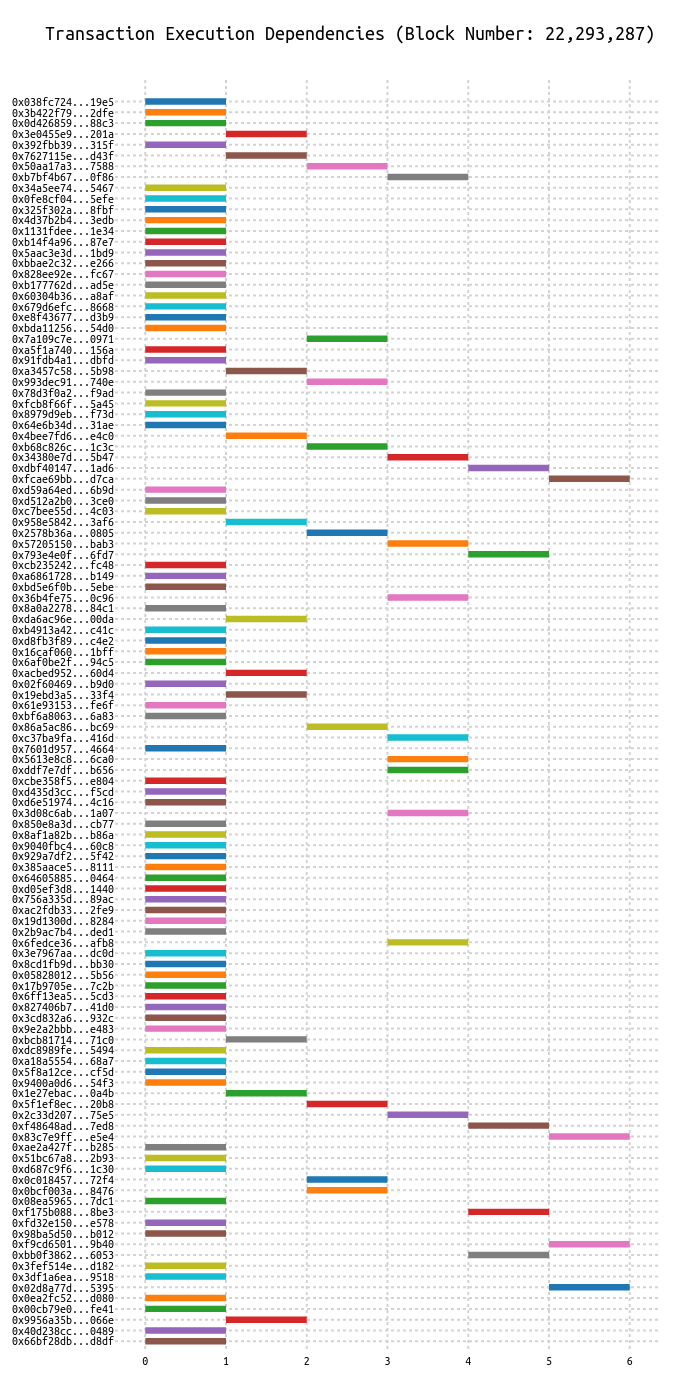 Transaction Execution Dependencies (Block Number: 22,293,287)
0x038fc724...19e5
0x3b422f79...2dfe
0x0d426859...88c3
0x3e0455e9...201a
0x392fbb39...315f
0x7627115e...d43f
0x50aa17a3...7588
0xb7bf4b67...0f86
0x34a5ee74...5467
0x0fe8cf04...5efe
0x325f302a...8fbf
0x4d37b2b4...3edb
0x1131fdee...1e34
0xb14f4a96...87e7
0x5aac3e3d...1bd9
0xbbae2c32...e266
0x828ee92e...fc67
0xb177762d...ad5e
0x60304b36...a8af
0x679d6efc...8668
0xe8f43677...d3b9
0xbda11256...54d0
0x7a109c7e...0971
0xa5f1a740...156a
0x91fdb4a1...dbfd
0xa3457c58...5b98
0x993dec91...740e
0x78d3f0a2...f9ad
0xfcb8f66f...5a45
0x8979d9eb...f73d
0x64e6b34d...31ae
0x4bee7fd6...e4c0
0xb68c826c...1c3c
0x34380e7d...5b47
0xdbf40147...1ad6
0xfcae69bb...d7ca
0xd59a64ed...6b9d
0xd512a2b0...3ce0
0xc7bee55d...4c03
0x958e5842...3af6
0x2578b36a...0805
0x57205150...bab3
0x793e4e0f...6fd7
0xcb235242...fc48
0xa6861728...b149
0xbd5e6f0b...5ebe
0x36b4fe75...0c96
0x8a0a2278...84c1
0xda6ac96e...00da
0xb4913a42...c41c
0xd8fb3f89...c4e2
0x16caf060...1bff
0x6af0be2f...94c5
0xacbed952...60d4
0x02f60469...b9d0
0x19ebd3a5...33f4
0x61e93153...fe6f
0xbf6a8063...6a83
0x86a5ac86...bc69
0xc37ba9fa...416d
0x7601d957...4664
0x5613e8c8...6ca0
0xddf7e7df...b656
0xcbe358f5...e804
0xd435d3cc...f5cd
0xd6e51974...4c16
0x3d08c6ab...1a07
0x850e8a3d...cb77
0x8af1a82b...b86a
0x9040fbc4...60c8
0x929a7df2...5f42
0x385aace5...8111
0x64605885...0464
0xd05ef3d8...1440
0x756a335d...89ac
0xac2fdb33...2fe9
0x19d1300d...8284
0x2b9ac7b4...ded1
0x6fedce36...afb8
0x3e7967aa...dc0d
0x8cd1fb9d...bb30
0x05828012...5b56
0x17b9705e...7c2b
0x6ff13ea5...5cd3
0x827406b7...41d0
0x3cd832a6...932c
0x9e2a2bbb...e483
0xbcb81714...71c0
0xdc8989fe...5494
0xa18a5554...68a7
0x5f8a12ce...cf5d
0x9400a0d6...54f3
0x1e27ebac...0a4b
0x5f1ef8ec...20b8
0x2c33d207...75e5
0xf48648ad...7ed8
0x83c7e9ff...e5e4
0xae2a427f...b285
0x51bc67a8...2b93
0xd687c9f6...1c30
0x0c018457...72f4
0x0bcf003a...8476
0x08ea5965...7dc1
0xf175b088...8be3
0xfd32e150...e578
0x98ba5d50...b012
0xf9cd6501...9b40
0xbb0f3862...6053
0x3fef514e...d182
0x3df1a6ea...9518
0x02d8a77d...5395
0x0ea2fc52...d080
0x00cb79e0...fe41
0x9956a35b...066e
0x40d238cc...0489
0x66bf28db...d8df
0 1 2 3 4 5 6